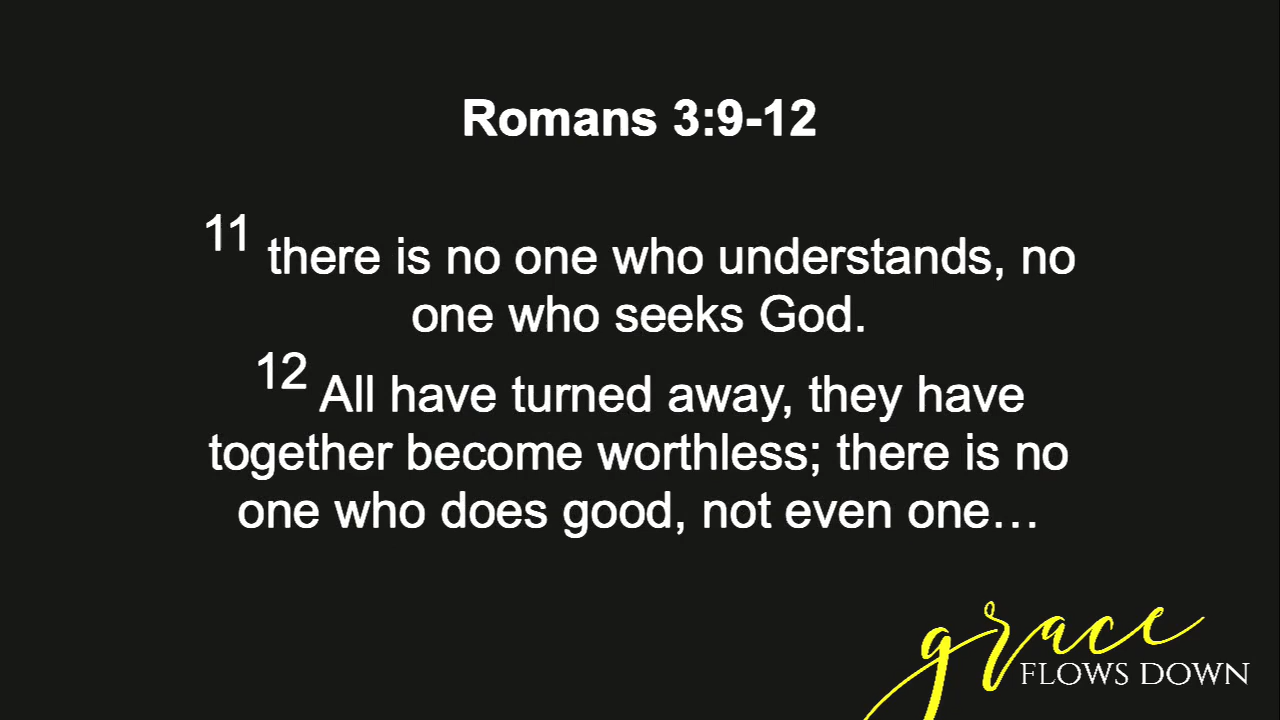 Romans 3:9-12
11 there is no one who understands, no
one who seeks God.
12 All have turned away, they have
together become worthless; there is no
one who does good, not even one…
grace
FLOWS DOWN